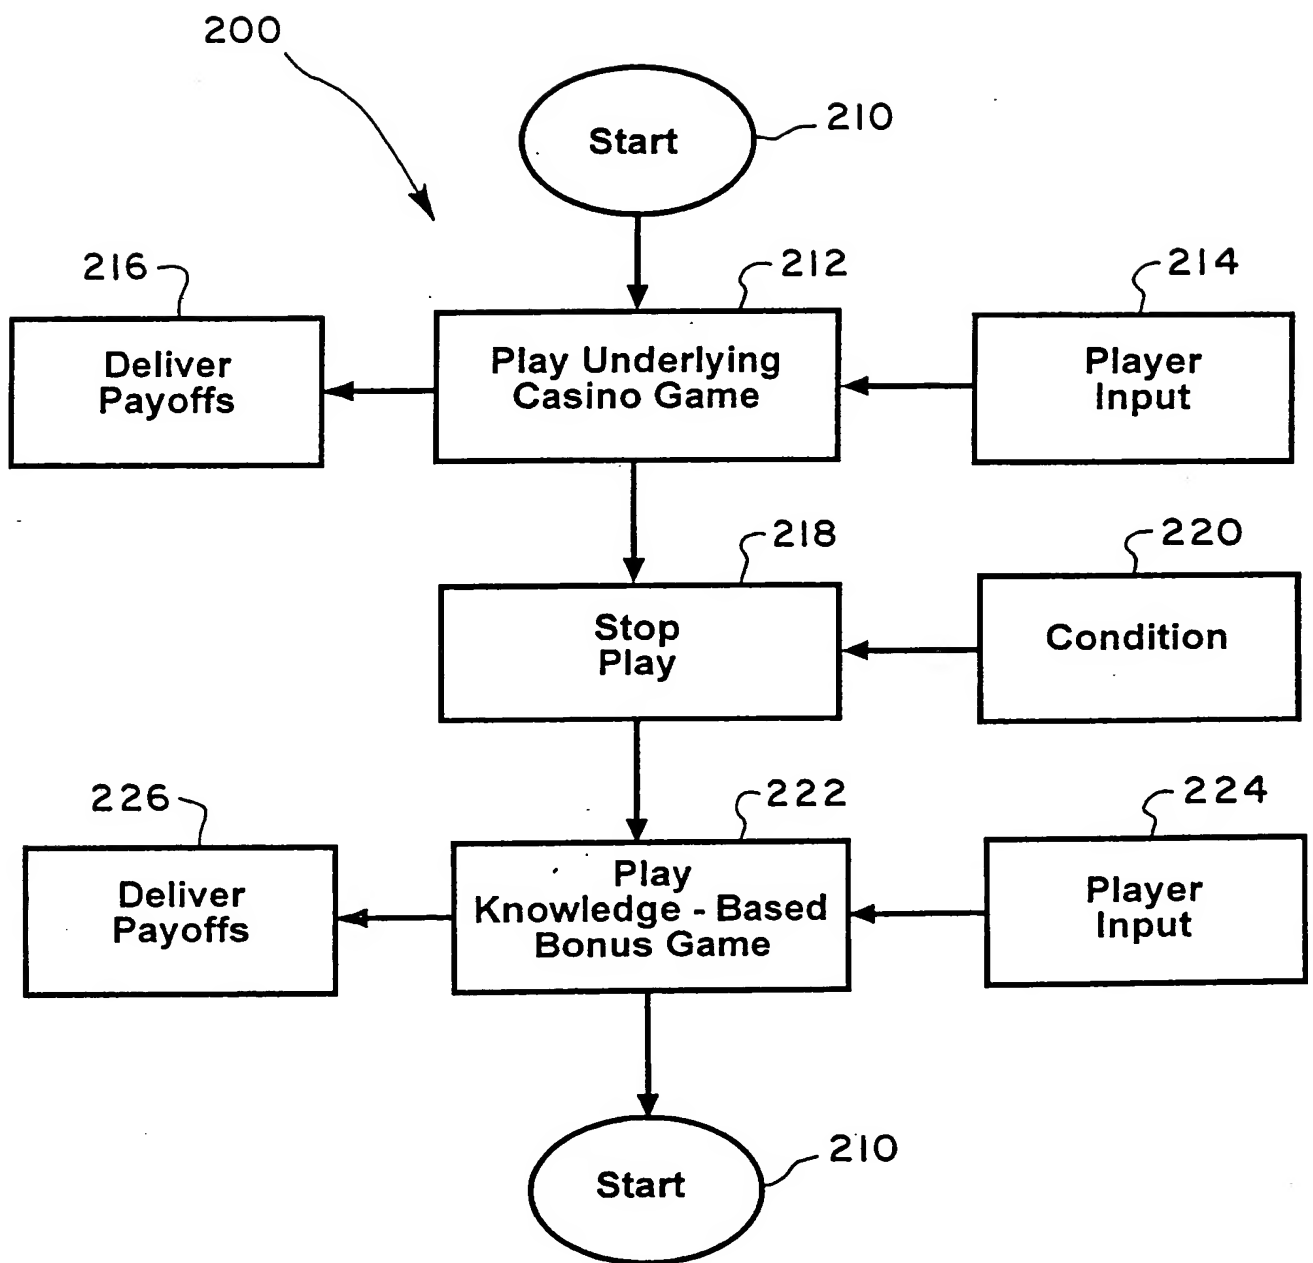 200
Start
210
216
212
214
Deliver
Payoffs
Play Underlying
Casino Game
Player
Input
218
220
Stop
Play
Condition
226
222
224
Deliver
Payoffs
Play
Knowledge - Based
Bonus Game
Player
Input
Start
210